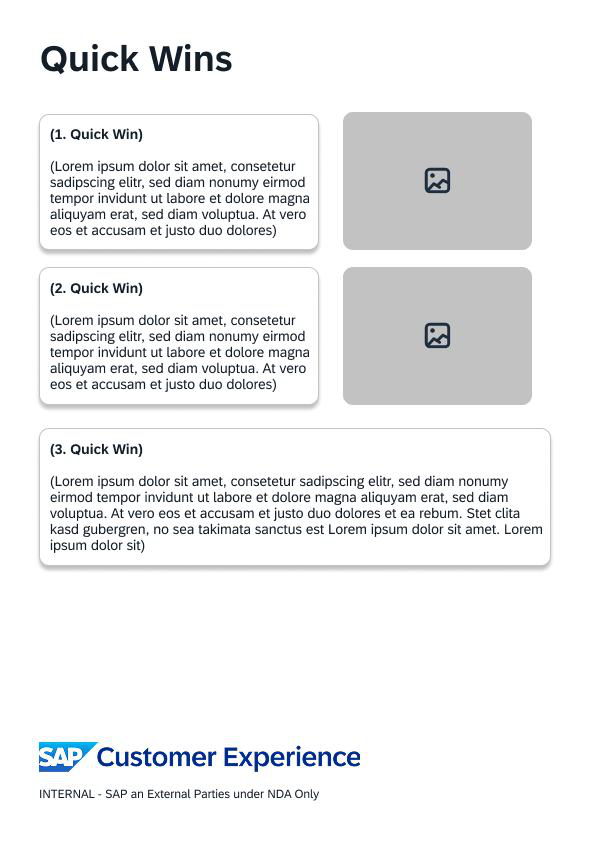 Quick Wins
(1. Quick Win)
(Lorem ipsum dolor sit amet, consetetur
sadipscing elitr, sed diam nonumy eirmod
tempor invidunt ut labore et dolore magna
aliquyam erat, sed diam voluptua. At vero
eos et accusam et justo duo dolores)
(2. Quick Win)
(Lorem ipsum dolor sit amet, consetetur
sadipscing elitr, sed diam nonumy eirmod
tempor invidunt ut labore et dolore magna
aliquyam erat, sed diam voluptua. At vero
eos et accusam et justo duo dolores)
(3. Quick Win)
(Lorem ipsum dolor sit amet, consetetur sadipscing elitr, sed diam nonumy
eirmod tempor invidunt ut labore et dolore magna aliquyam erat, sed diam
voluptua. At vero eos et accusam et justo duo dolores et ea rebum. Stet clita
kasd gubergren, no sea takimata sanctus est Lorem ipsum dolor sit amet. Lorem
ipsum dolor sit)
SAP Customer Experience
INTERNAL - SAP an External Parties under NDA Only